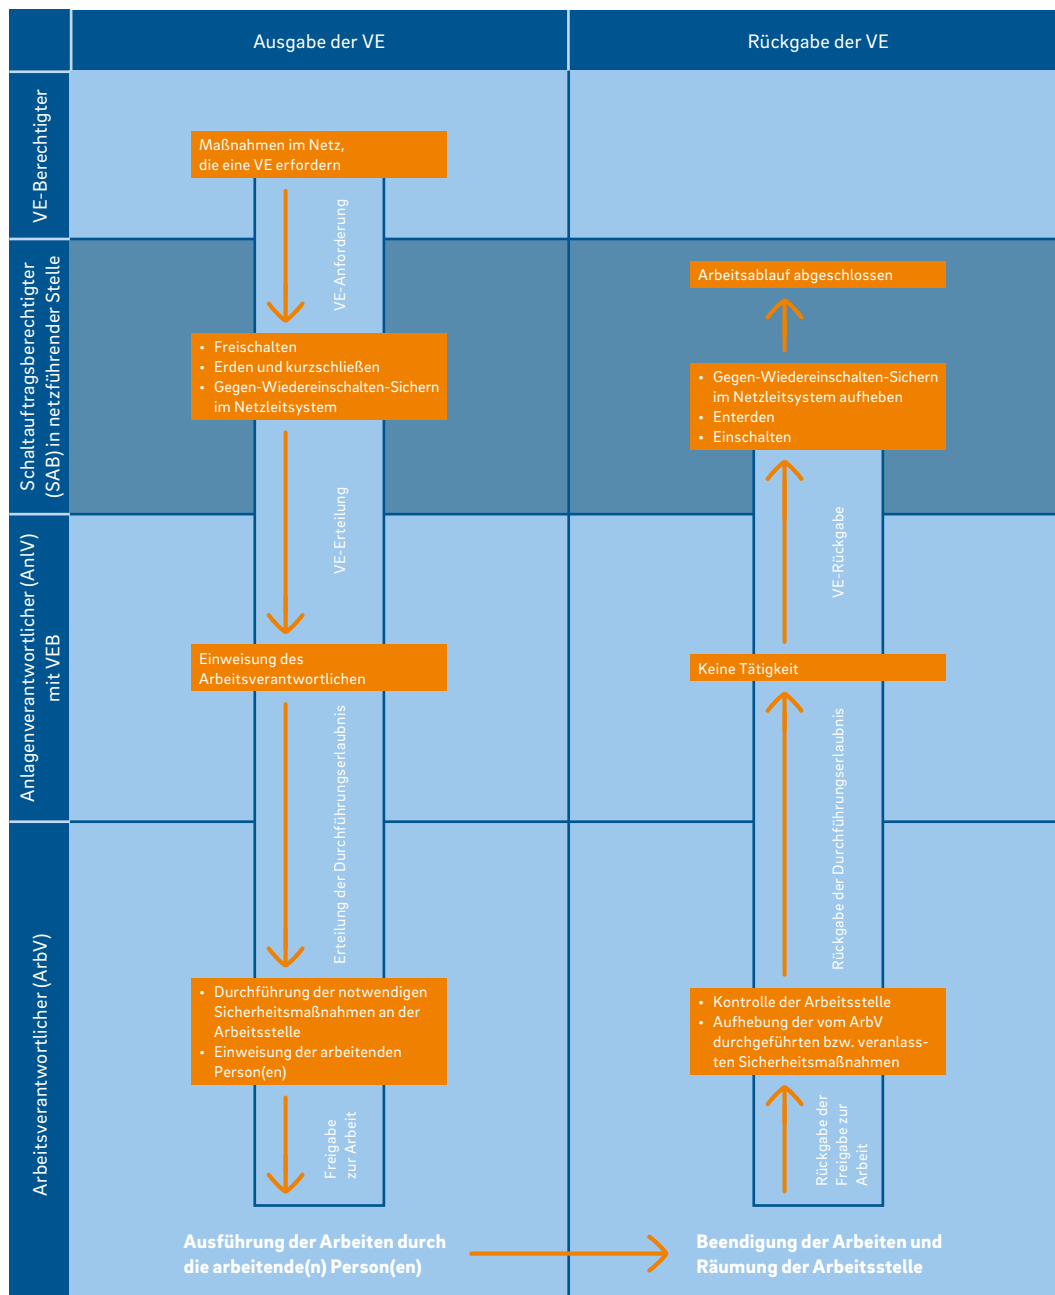 Ausgabe der VE
Rückgabe der VE
VE-Berechtigter
Maßnahmen im Netz,
die eine VE erfordern
VE-Anforderung
Schaltauftragsberechtigter
(SAB) in netzführender Stelle
• Freischalten
• Erden und kurzschließen
• Gegen-Wiedereinschalten-Sichern
im Netzleitsystem
VE-Erteilung
Arbeitsablauf abgeschlossen
• Gegen-Wiedereinschalten-Sichern
im Netzleitsystem aufheben
• Enterden
• Einschalten
VE-Rückgabe
Anlagenverantwortlicher (AnlV)
mit VEB
Einweisung des
Arbeitsverantwortlichen
Erteilung der Durchführungserlaubnis
Keine Tätigkeit
Rückgabe der Durchführungserlaubnis
Arbeitsverantwortlicher (ArbV)
• Durchführung der notwendigen
Sicherheitsmaßnahmen an der
Arbeitsstelle
• Einweisung der arbeitenden
Person(en)
Freigabe
zur Arbeit
• Kontrolle der Arbeitsstelle
• Aufhebung der vom ArbV
durchgeführten bzw. veranlass-
ten Sicherheitsmaßnahmen
Rückgabe der
Freigabe zur
Arbeit
Ausführung der Arbeiten durch
die arbeitende(n) Person(en)
Beendigung der Arbeiten und
Räumung der Arbeitsstelle